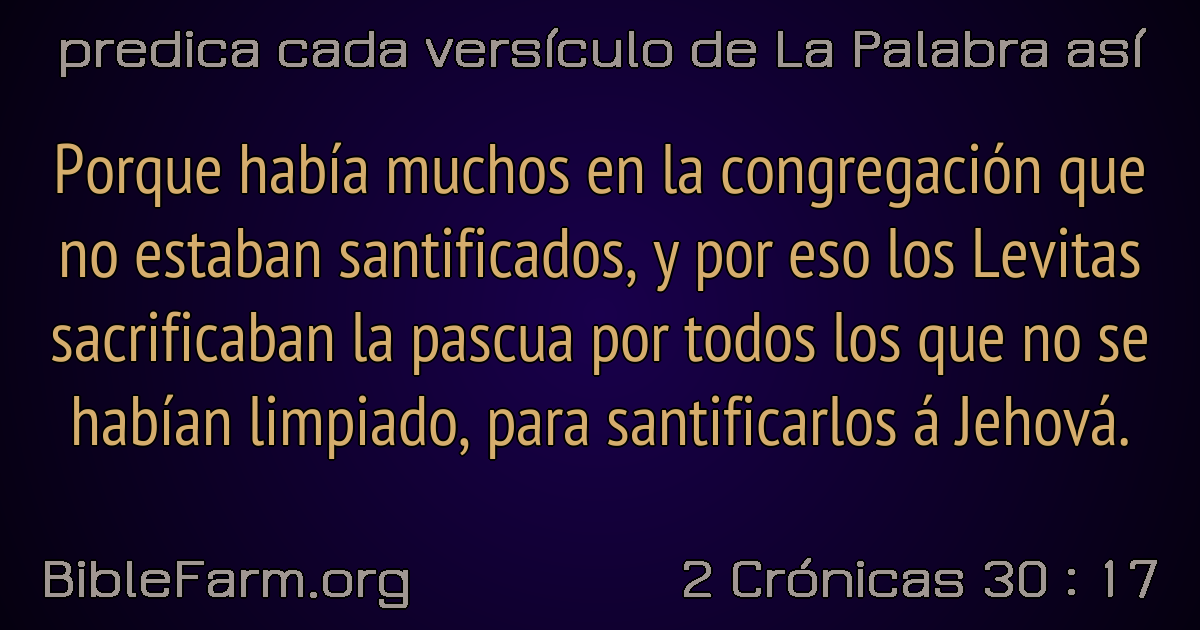 predica cada versículo de La Palabra así
Porque había muchos en la congregación que
no estaban santificados, y por eso los Levitas
sacrificaban la pascua por todos los que no se
habían limpiado, para santificarlos á Jehová.
BibleFarm.org
2 Crónicas 30 : 17